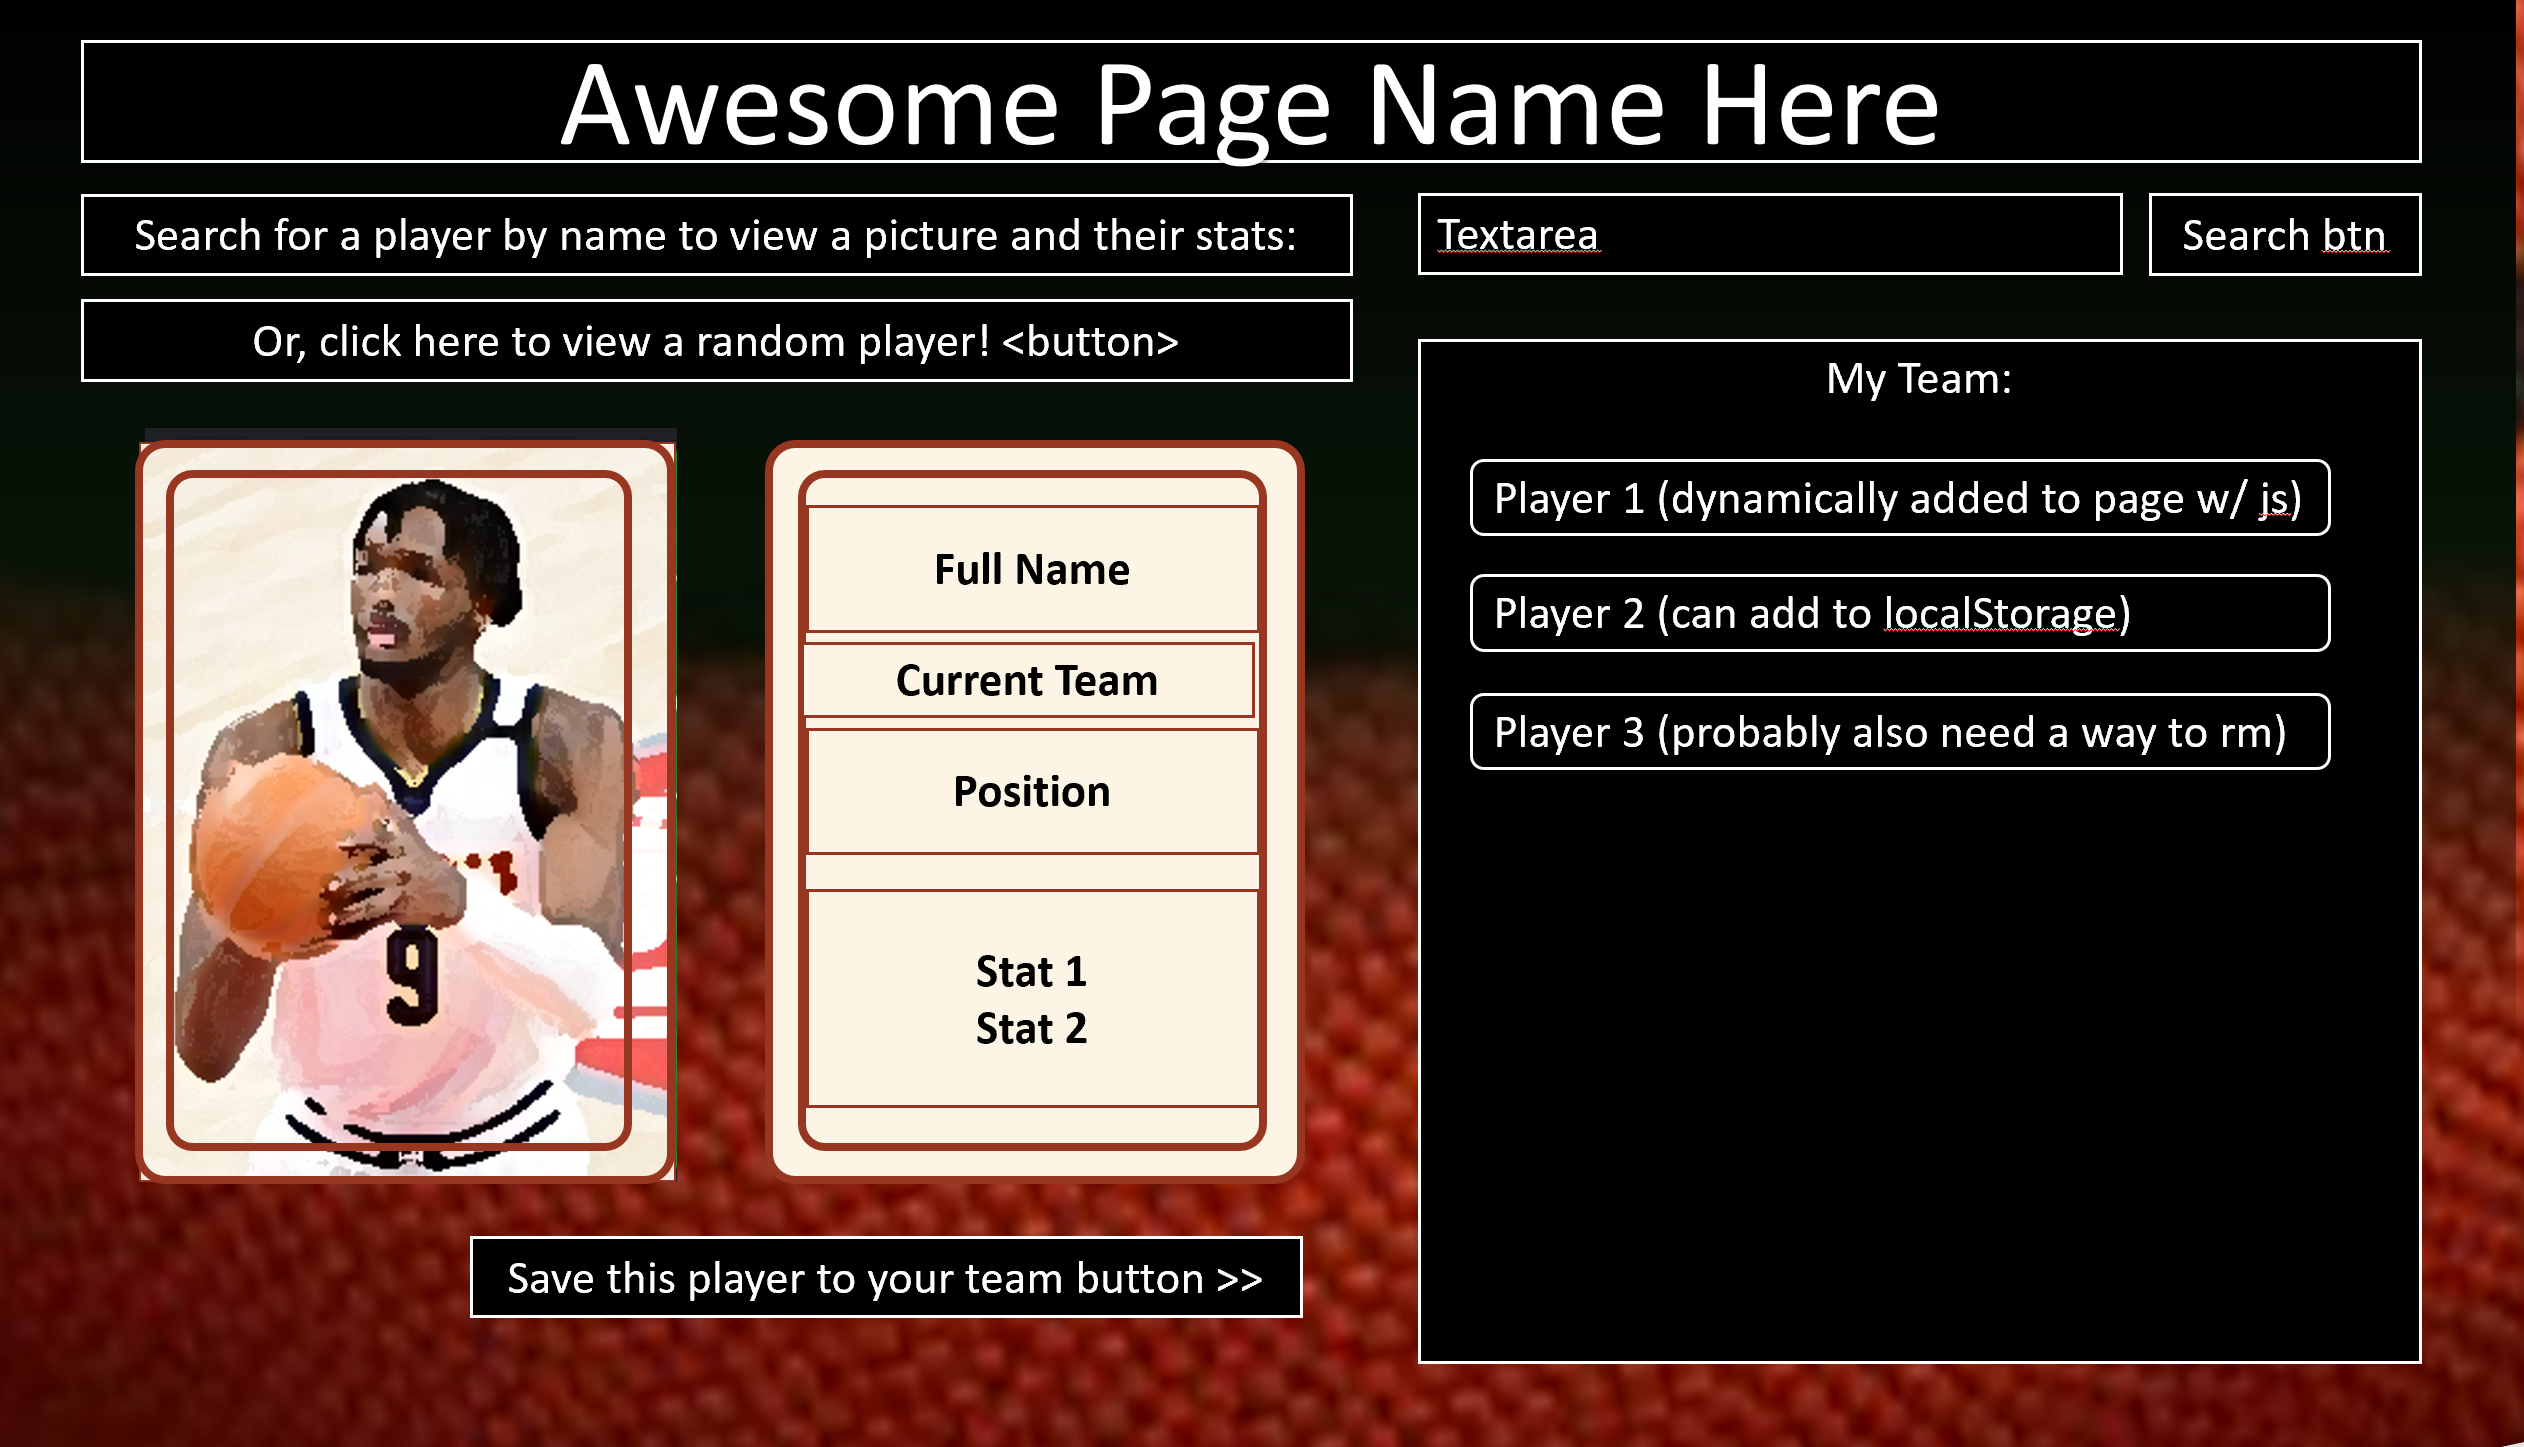 Awesome Page Name Here
Search for a player by name to view a picture and their stats:
Textarea
Search btn
Or, click here to view a random player! <button>
My Team:
Player 1 (dynamically added to page w/ js)
Player 2 (can add to localStorage)
Player 3 (probably also need a way to rm)
Full Name
Current Team
Position
Stat 1
Stat 2
9
Save this player to your team button >>